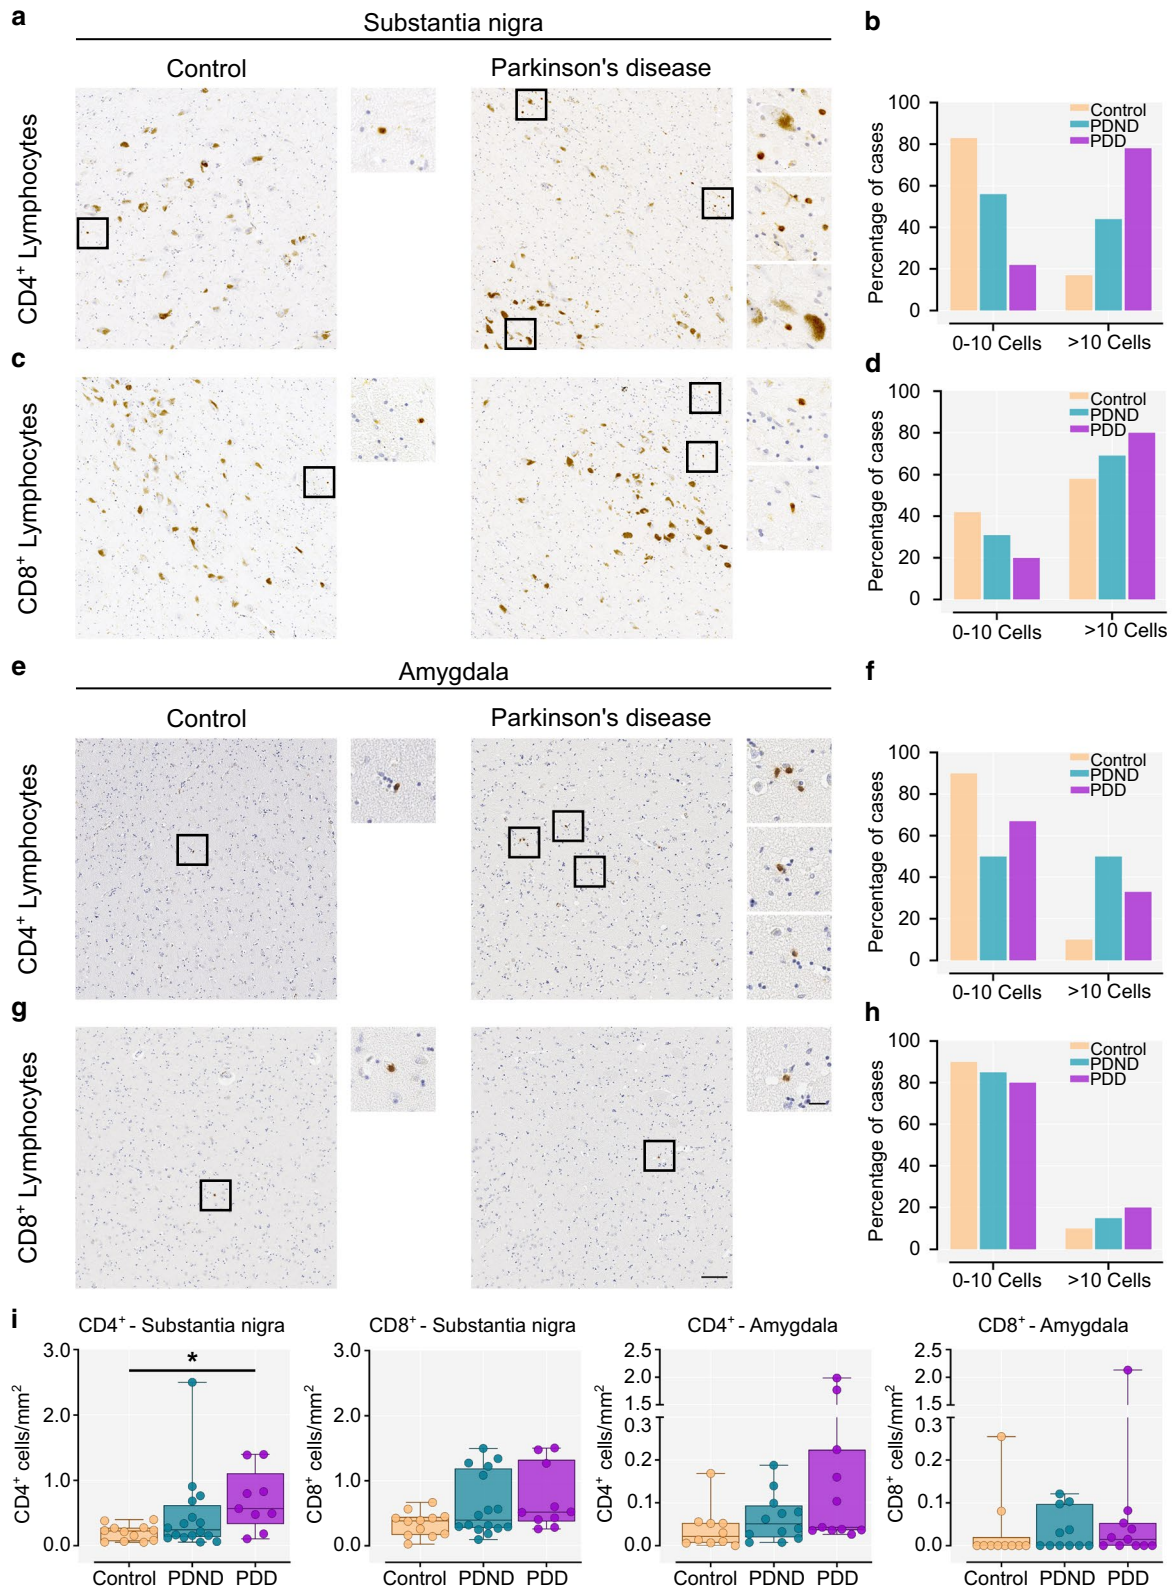 a
Substantia nigra
b
Control
Parkinson's disease
CD4+ Lymphocytes
100
80
60
40
20
0
Percentage of cases
Control
PDND
PDD
0-10 Cells
>10 Cells
c
CD8+ Lymphocytes
d
100
80
60
40
20
0
Percentage of cases
Control
PDND
PDD
0-10 Cells
>10 Cells
e
Amygdala
f
Control
Parkinson's disease
CD4+ Lymphocytes
100
80
60
40
20
0
Percentage of cases
Control
PDND
PDD
0-10 Cells
>10 Cells
g
CD8+ Lymphocytes
h
100
80
60
40
20
0
Percentage of cases
Control
PDND
PDD
0-10 Cells
>10 Cells
i
CD4+ - Substantia nigra
3.0
2.0
1.0
0.0
CD4+ cells/mm2
*
Control PDND PDD
CD8+ - Substantia nigra
3.0
2.0
1.0
0.0
CD8+ cells/mm2
Control PDND PDD
CD4+ - Amygdala
2.5
2.0
1.5
0.3
0.2
0.1
0.0
CD4+ cells/mm2
Control PDND PDD
CD8+ - Amygdala
2.5
2.0
1.5
0.3
0.2
0.1
0.0
CD8+ cells/mm2
Control PDND PDD